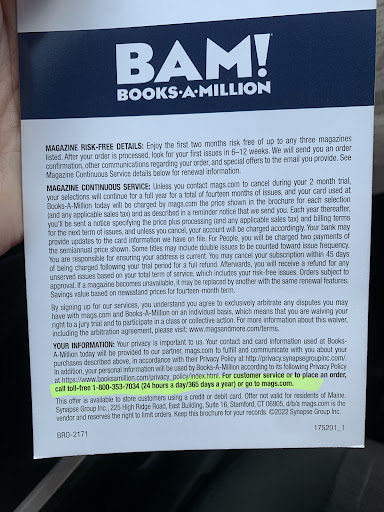 BAM!
BOOKS·A·MILLION
MAGAZINE RISK-FREE DETAILS: Enjoy the first two months risk free of up to any three magazines
listed. After your order is processed, look for your first issues in 6–12 weeks. We will send you an order
confirmation, other communications regarding your order, and special offers to the email you provide. See
Magazine Continuous Service details below for renewal information.
MAGAZINE CONTINUOUS SERVICE: Unless you contact mags.com to cancel during your 2 month trial,
your selections will continue for a full year for a total of fourteen months of issues, and your card used at
Books-A-Million today will be charged by mags.com the price shown in the brochure for each selection
(and any applicable sales tax) and as described in a reminder notice that we send you. Each year thereafter,
you'll be sent a notice specifying the price plus processing (and any applicable sales tax) and billing terms
for the next term of issues, and unless you cancel, your account will be charged accordingly. Your bank may
provide updates to the card information we have on file. For People, you will be charged two payments of
the semiannual price shown. Some titles may include double issues to be counted toward issue frequency.
You are responsible for ensuring your address is current. You may cancel your subscription within 45 days
of being charged following your trial period for a full refund. Afterwards, you will receive a refund for any
unserved issues based on your total term of service, which includes your risk-free issues. Orders subject to
approval. If a magazine becomes unavailable, it may be replaced by another with the same renewal features.
Savings value based on newsstand prices for fourteen-month term.
By signing up for our services, you understand you agree to exclusively arbitrate any disputes you may
have with mags.com and Books-A-Million on an individual basis, which means that you are waiving your
right to a jury trial and to participate in a class or collective action. For more information about this waiver,
including the arbitration agreement, please visit: www.magsandmore.com/terms.
YOUR INFORMATION: Your privacy is important to us. Your contact and card information used at Books-
A-Million today will be provided to our partner, mags.com, to fulfill and communicate with you about your
purchases described above, in accordance with their Privacy Policy at http://privacy.synapsegroupinc.com/.
In addition, your personal information will be used by Books-A-Million according to its following Privacy Policy
at https://www.booksamillion.com/privacy_policy/index.html. For customer service or to place an order,
call toll-free 1-800-353-7034 (24 hours a day/365 days a year) or go to mags.com.
This offer is available to store customers using a credit or debit card. Offer not valid for residents of Maine.
Synapse Group Inc., 225 High Ridge Road, East Building, Suite 16, Stamford, CT 06905, d/b/a mags.com is the
vendor and reserves the right to limit orders. Keep this brochure for your records. ©2022 Synapse Group Inc.
BRD-2171
175201_1